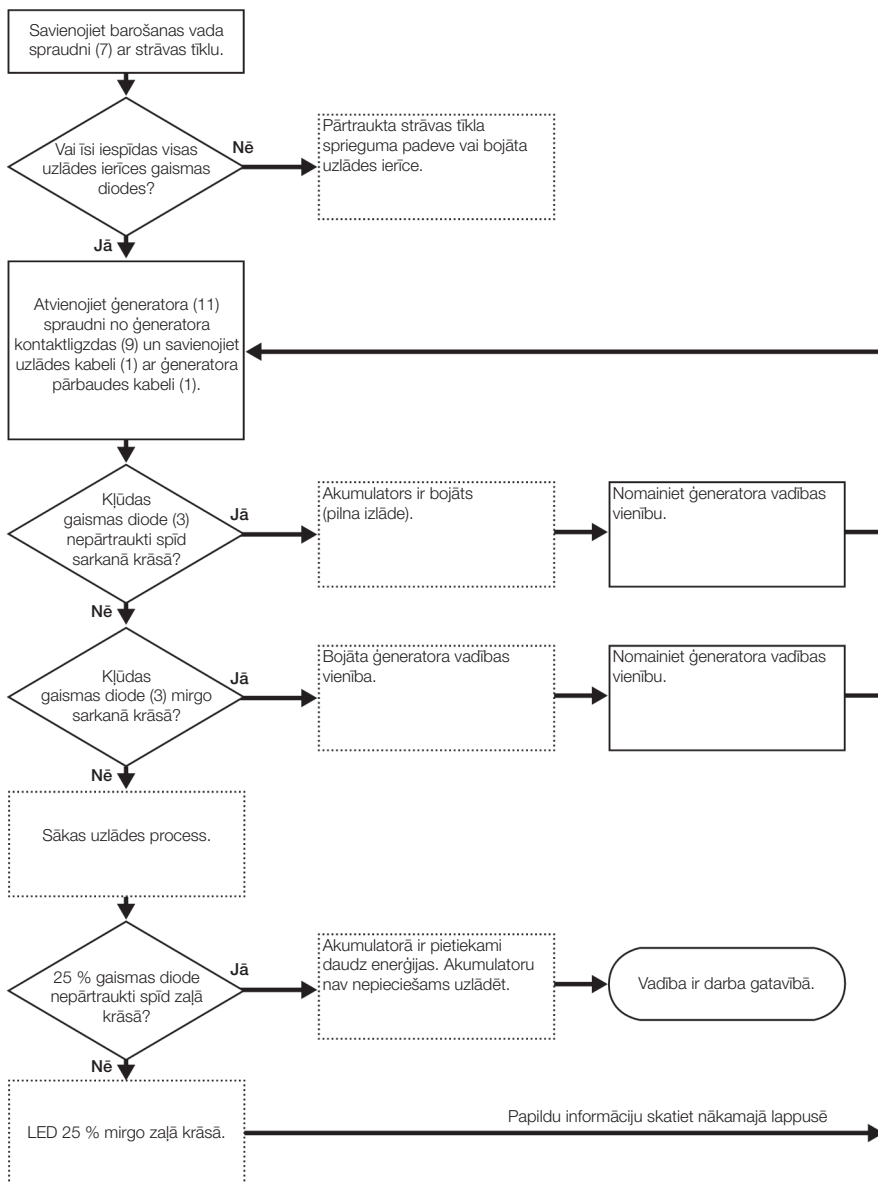 Savienojiet barošanas vada
spraudni (7) ar strāvas tīklu.
Vai īsi iespīdas visas
uzlādes ierīces gaismas
diodes?
Nē
Pārtraukta strāvas tīkla
sprieguma padeve vai bojāta
uzlādes ierīce.
Jā
Atvienojiet ģeneratora (11)
spraudni no ģeneratora
kontaktligzdas (9) un savienojiet
uzlādes kabeli (1) ar ģeneratora
pārbaudes kabeli (1).
Kļūdas
gaismas diode (3)
nepārtraukti spīd
sarkanā krāsā?
Jā
Akumulators ir bojāts
(pilna izlāde).
Nomainiet ģeneratora vadības
vienību.
Nē
Kļūdas
gaismas diode (3) mirgo
sarkanā krāsā?
Jā
Bojāta ģeneratora vadības
vienība.
Nomainiet ģeneratora vadības
vienību.
Nē
Sākas uzlādes process.
25 % gaismas diode
nepārtraukti spīd zaļā
krāsā?
Jā
Akumulatorā ir pietiekami
daudz enerģijas. Akumulatoru
nav nepieciešams uzlādēt.
Vadība ir darba gatavībā.
Nē
LED 25 % mirgo zaļā krāsā.
Papildu informāciju skatiet nākamajā lappusē